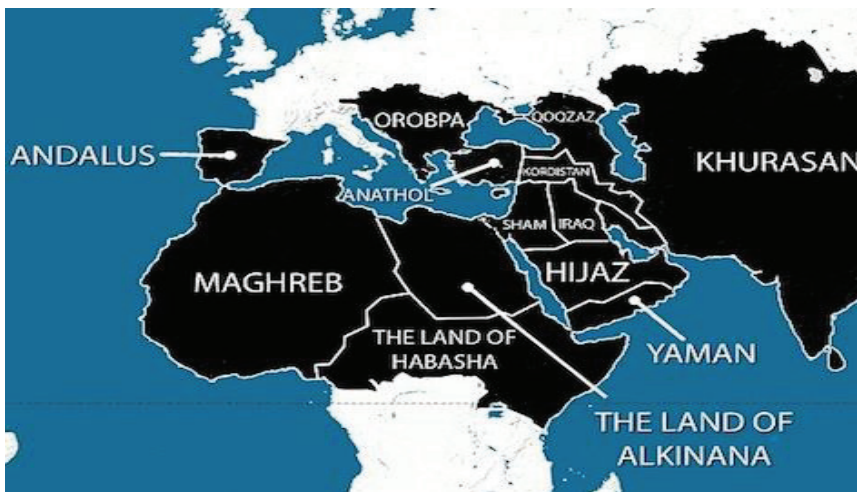 OROBPA
QOQZAZ
ANDALUS
KHURASAN
KORDISTAN
ANATHOL
SHAM
IRAQ
MAGHREB
HIJAZ
THE LAND OF
HABASHA
YAMAN
THE LAND OF
ALKINANA